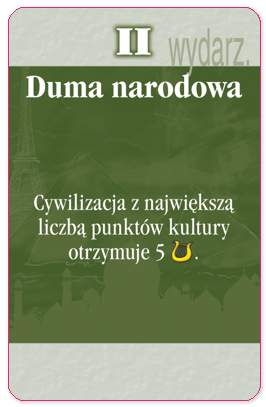 II
wydarz.
Duma narodowa
Cywilizacja z największą
liczbą punktów kultury
otrzymuje 5 .